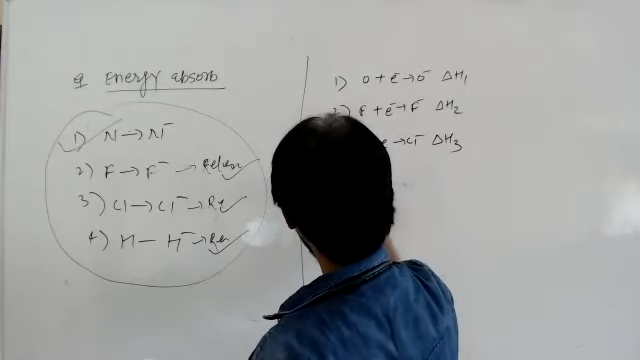 Q Energy absorb
1) N → N⁻
2) F → F⁻ → Release
3) Cl → Cl⁻ → Re
4) H — H⁻ → Re
1) O + e⁻ → O⁻ ΔH₁
2) F + e⁻ → F⁻ ΔH₂
e → Cl⁻ ΔH₃